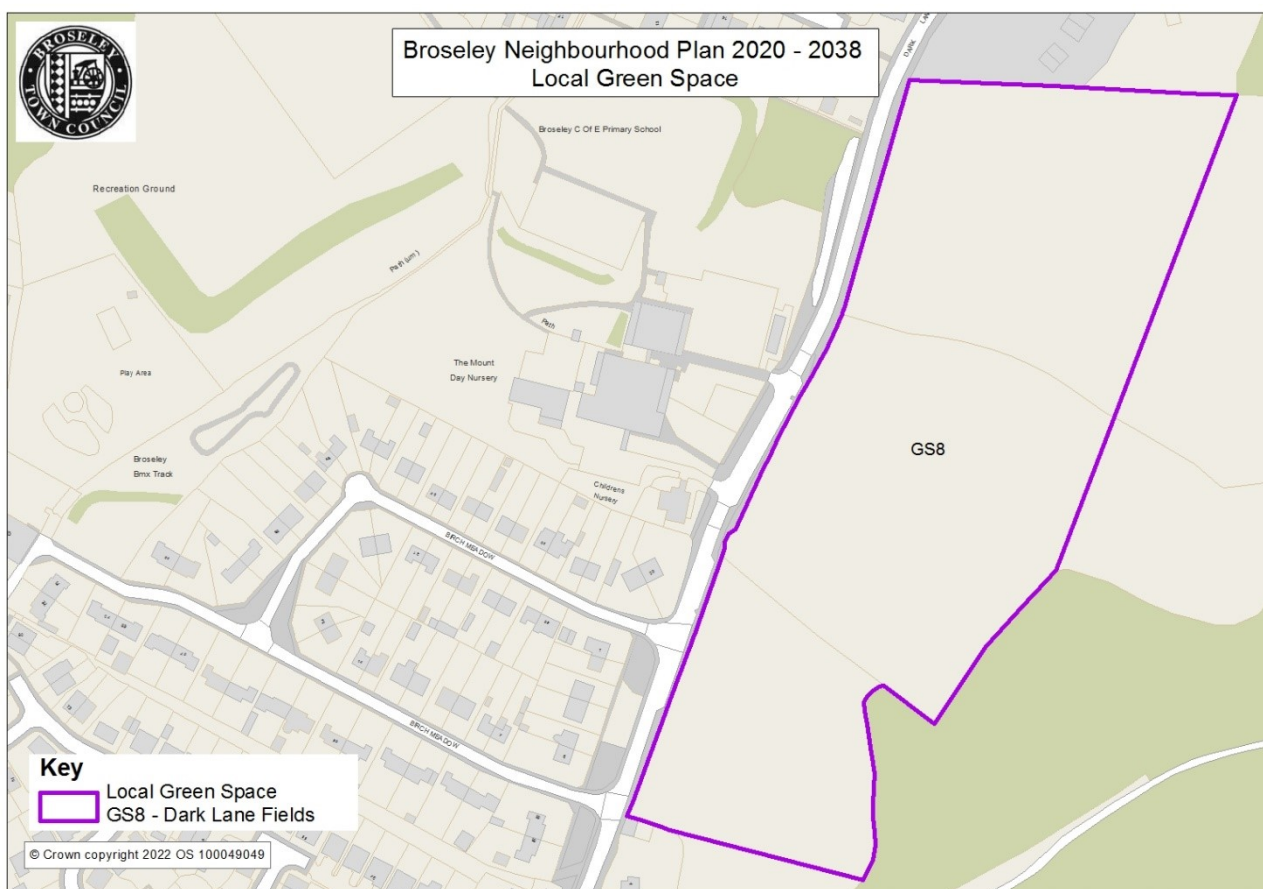 BROSELEY
TOWN COUNCIL
Broseley Neighbourhood Plan 2020 - 2038
Local Green Space
DARK LAN
Broseley C Of E Primary School
Recreation Ground
Path (um)
Path
The Mount
Day Nursery
Play Area
Broseley
Bmx Track
Childrens
Nursery
GS8
BIRCH MEADOW
BIRCH MEADOW
Key
Local Green Space
GS8 - Dark Lane Fields
© Crown copyright 2022 OS 100049049